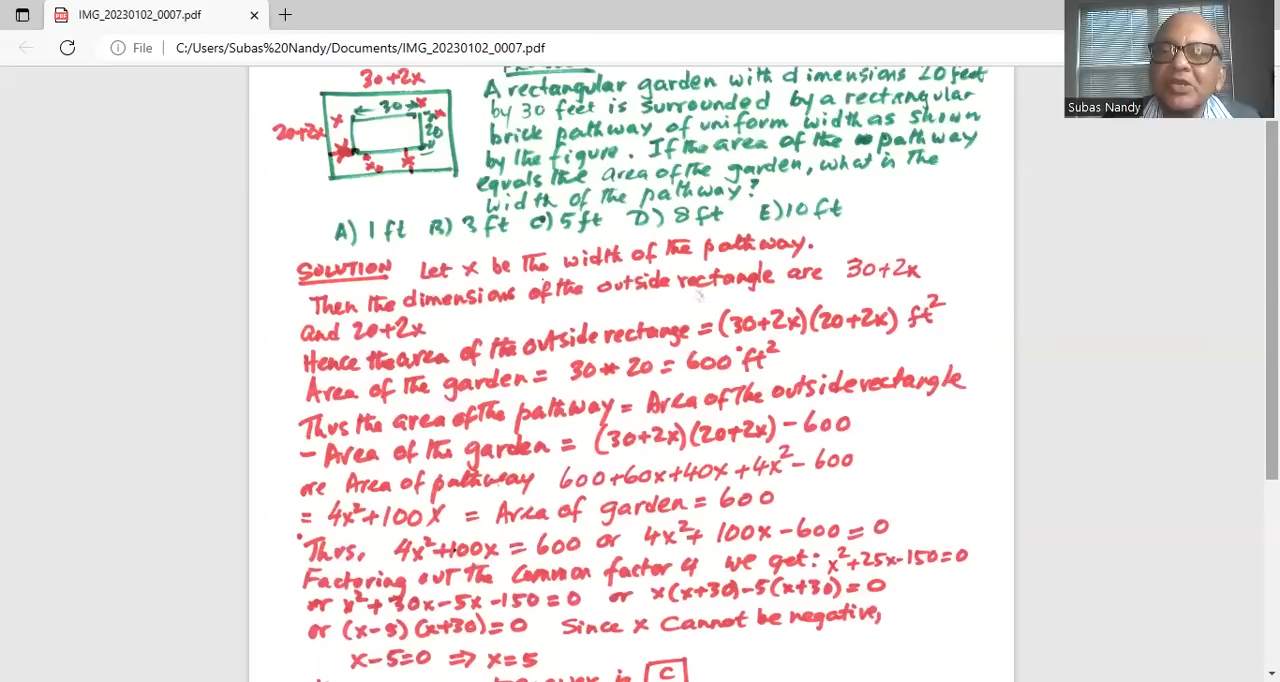 IMG_20230102_0007.pdf
File C:/Users/Subas%20Nandy/Documents/IMG_20230102_0007.pdf
Subas Nandy
30+2x
30
20+2x
x
x
x
x
x
20
A rectangular garden with dimensions 20 feet
by 30 feet is surrounded by a rectangular
brick pathway of uniform width as shown
by the figure. If the area of the pathway
equals the area of the garden, what is the
width of the pathway?
A) 1 ft B) 3 ft C) 5 ft D) 8 ft E) 10 ft
SOLUTION Let x be the width of the pathway.
Then the dimensions of the outside rectangle are 30+2x
and 20+2x
Hence the area of the outside rectange = (30+2x)(20+2x) ft²
Area of the garden = 30 * 20 = 600 ft²
Thus the area of the pathway = Area of the outside rectangle
- Area of the garden = (30+2x)(20+2x) - 600
or Area of pathway 600+60x+40x+4x² - 600
= 4x²+100x = Area of garden = 600
Thus, 4x²+100x = 600 or 4x²+ 100x - 600 = 0
Factoring out the common factor 4 we get: x²+25x-150=0
or x²+30x-5x-150=0 or x(x+30)-5(x+30)=0
or (x-5)(x+30)=0 Since x cannot be negative,
x-5=0 ⇒ x=5
is C